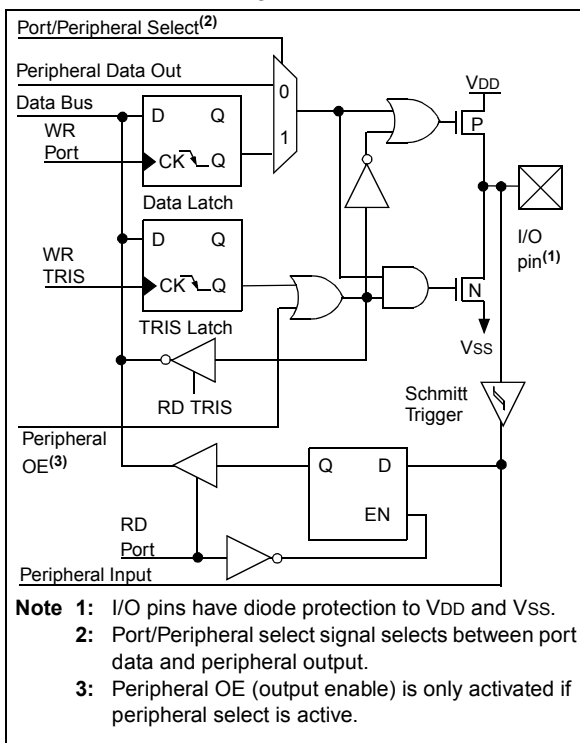 Port/Peripheral Select(2)
Peripheral Data Out
Data Bus
WR
Port
D Q
CK Q
Data Latch
0
1
VDD
P
I/O
pin(1)
WR
TRIS
D Q
CK Q
TRIS Latch
N
VSS
RD TRIS
Schmitt
Trigger
Peripheral
OE(3)
Q D
EN
RD
Port
Peripheral Input
Note 1: I/O pins have diode protection to VDD and VSS.
2: Port/Peripheral select signal selects between port
data and peripheral output.
3: Peripheral OE (output enable) is only activated if
peripheral select is active.